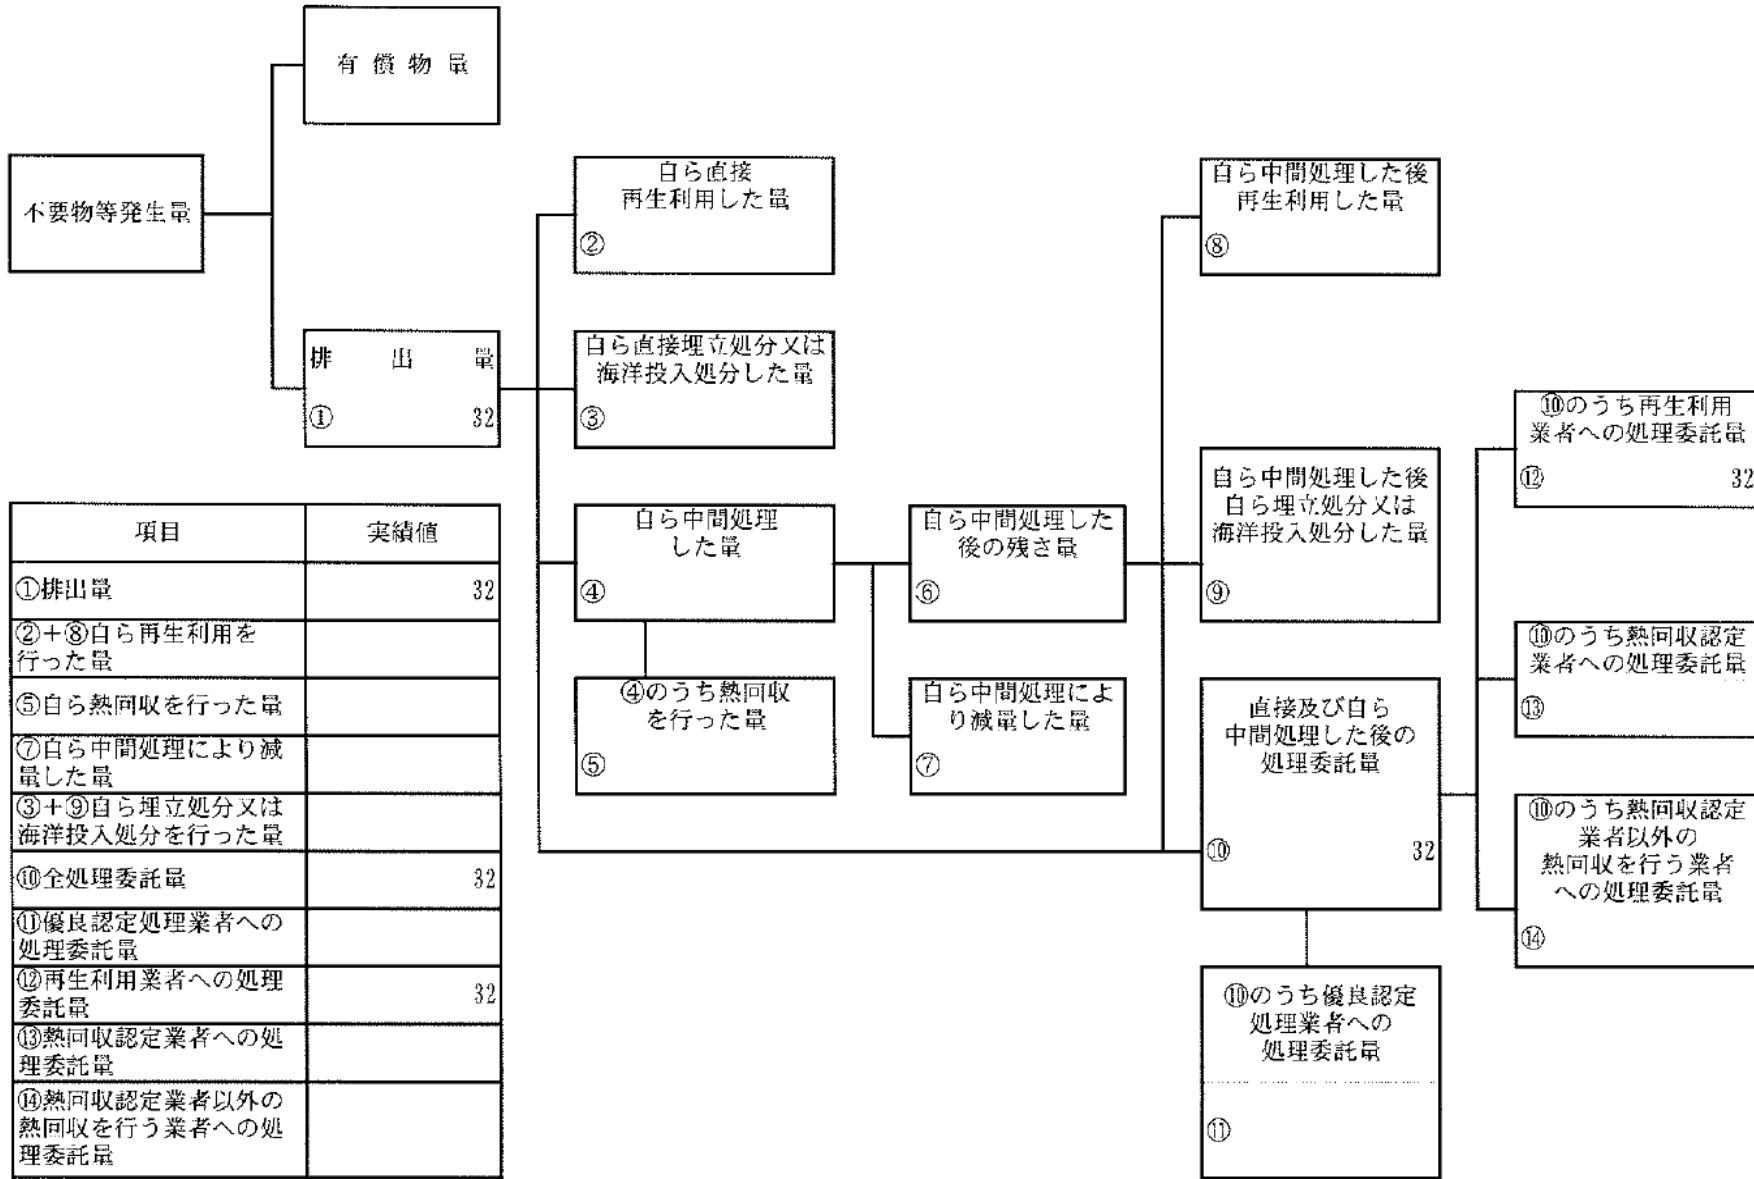 有償物量
不要物等発生量
排出量
① 32
自ら直接
再生利用した量
②
自ら直接埋立処分又は
海洋投入処分した量
③
自ら中間処理
した量
④
④のうち熱回収
を行った量
⑤
自ら中間処理した
後の残さ量
⑥
自ら中間処理によ
り減量した量
⑦
自ら中間処理した後
再生利用した量
⑧
自ら中間処理した後
自ら埋立処分又は
海洋投入処分した量
⑨
直接及び自ら
中間処理した後の
処理委託量
⑩ 32
⑩のうち優良認定
処理業者への
処理委託量
⑪
⑩のうち再生利用
業者への処理委託量
⑫ 32
⑩のうち熱回収認定
業者への処理委託量
⑬
⑩のうち熱回収認定
業者以外の
熱回収を行う業者
への処理委託量
⑭
項目 実績値
①排出量 32
②+⑧自ら再生利用を
行った量
⑤自ら熱回収を行った量
⑦自ら中間処理により減
量した量
③+⑨自ら埋立処分又は
海洋投入処分を行った量
⑩全処理委託量 32
⑪優良認定処理業者への
処理委託量
⑫再生利用業者への処理
委託量 32
⑬熱回収認定業者への処
理委託量
⑭熱回収認定業者以外の
熱回収を行う業者への処
理委託量